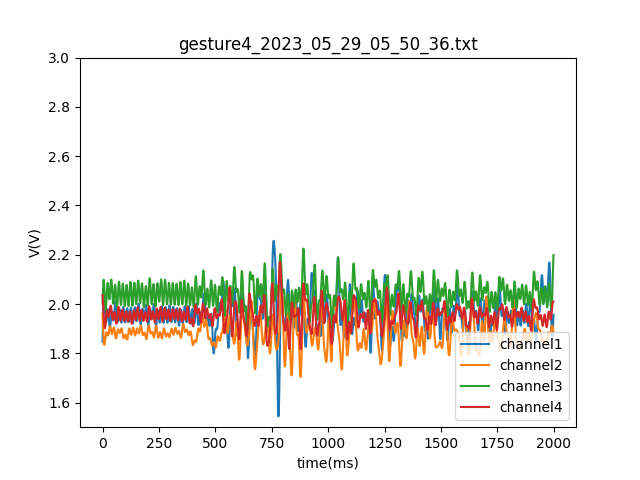 gesture4_2023_05_29_05_50_36.txt
3.0
2.8
2.6
2.4
2.2
2.0
1.8
1.6
V(V)
channel1
channel2
channel3
channel4
0 250 500 750 1000 1250 1500 1750 2000
time(ms)